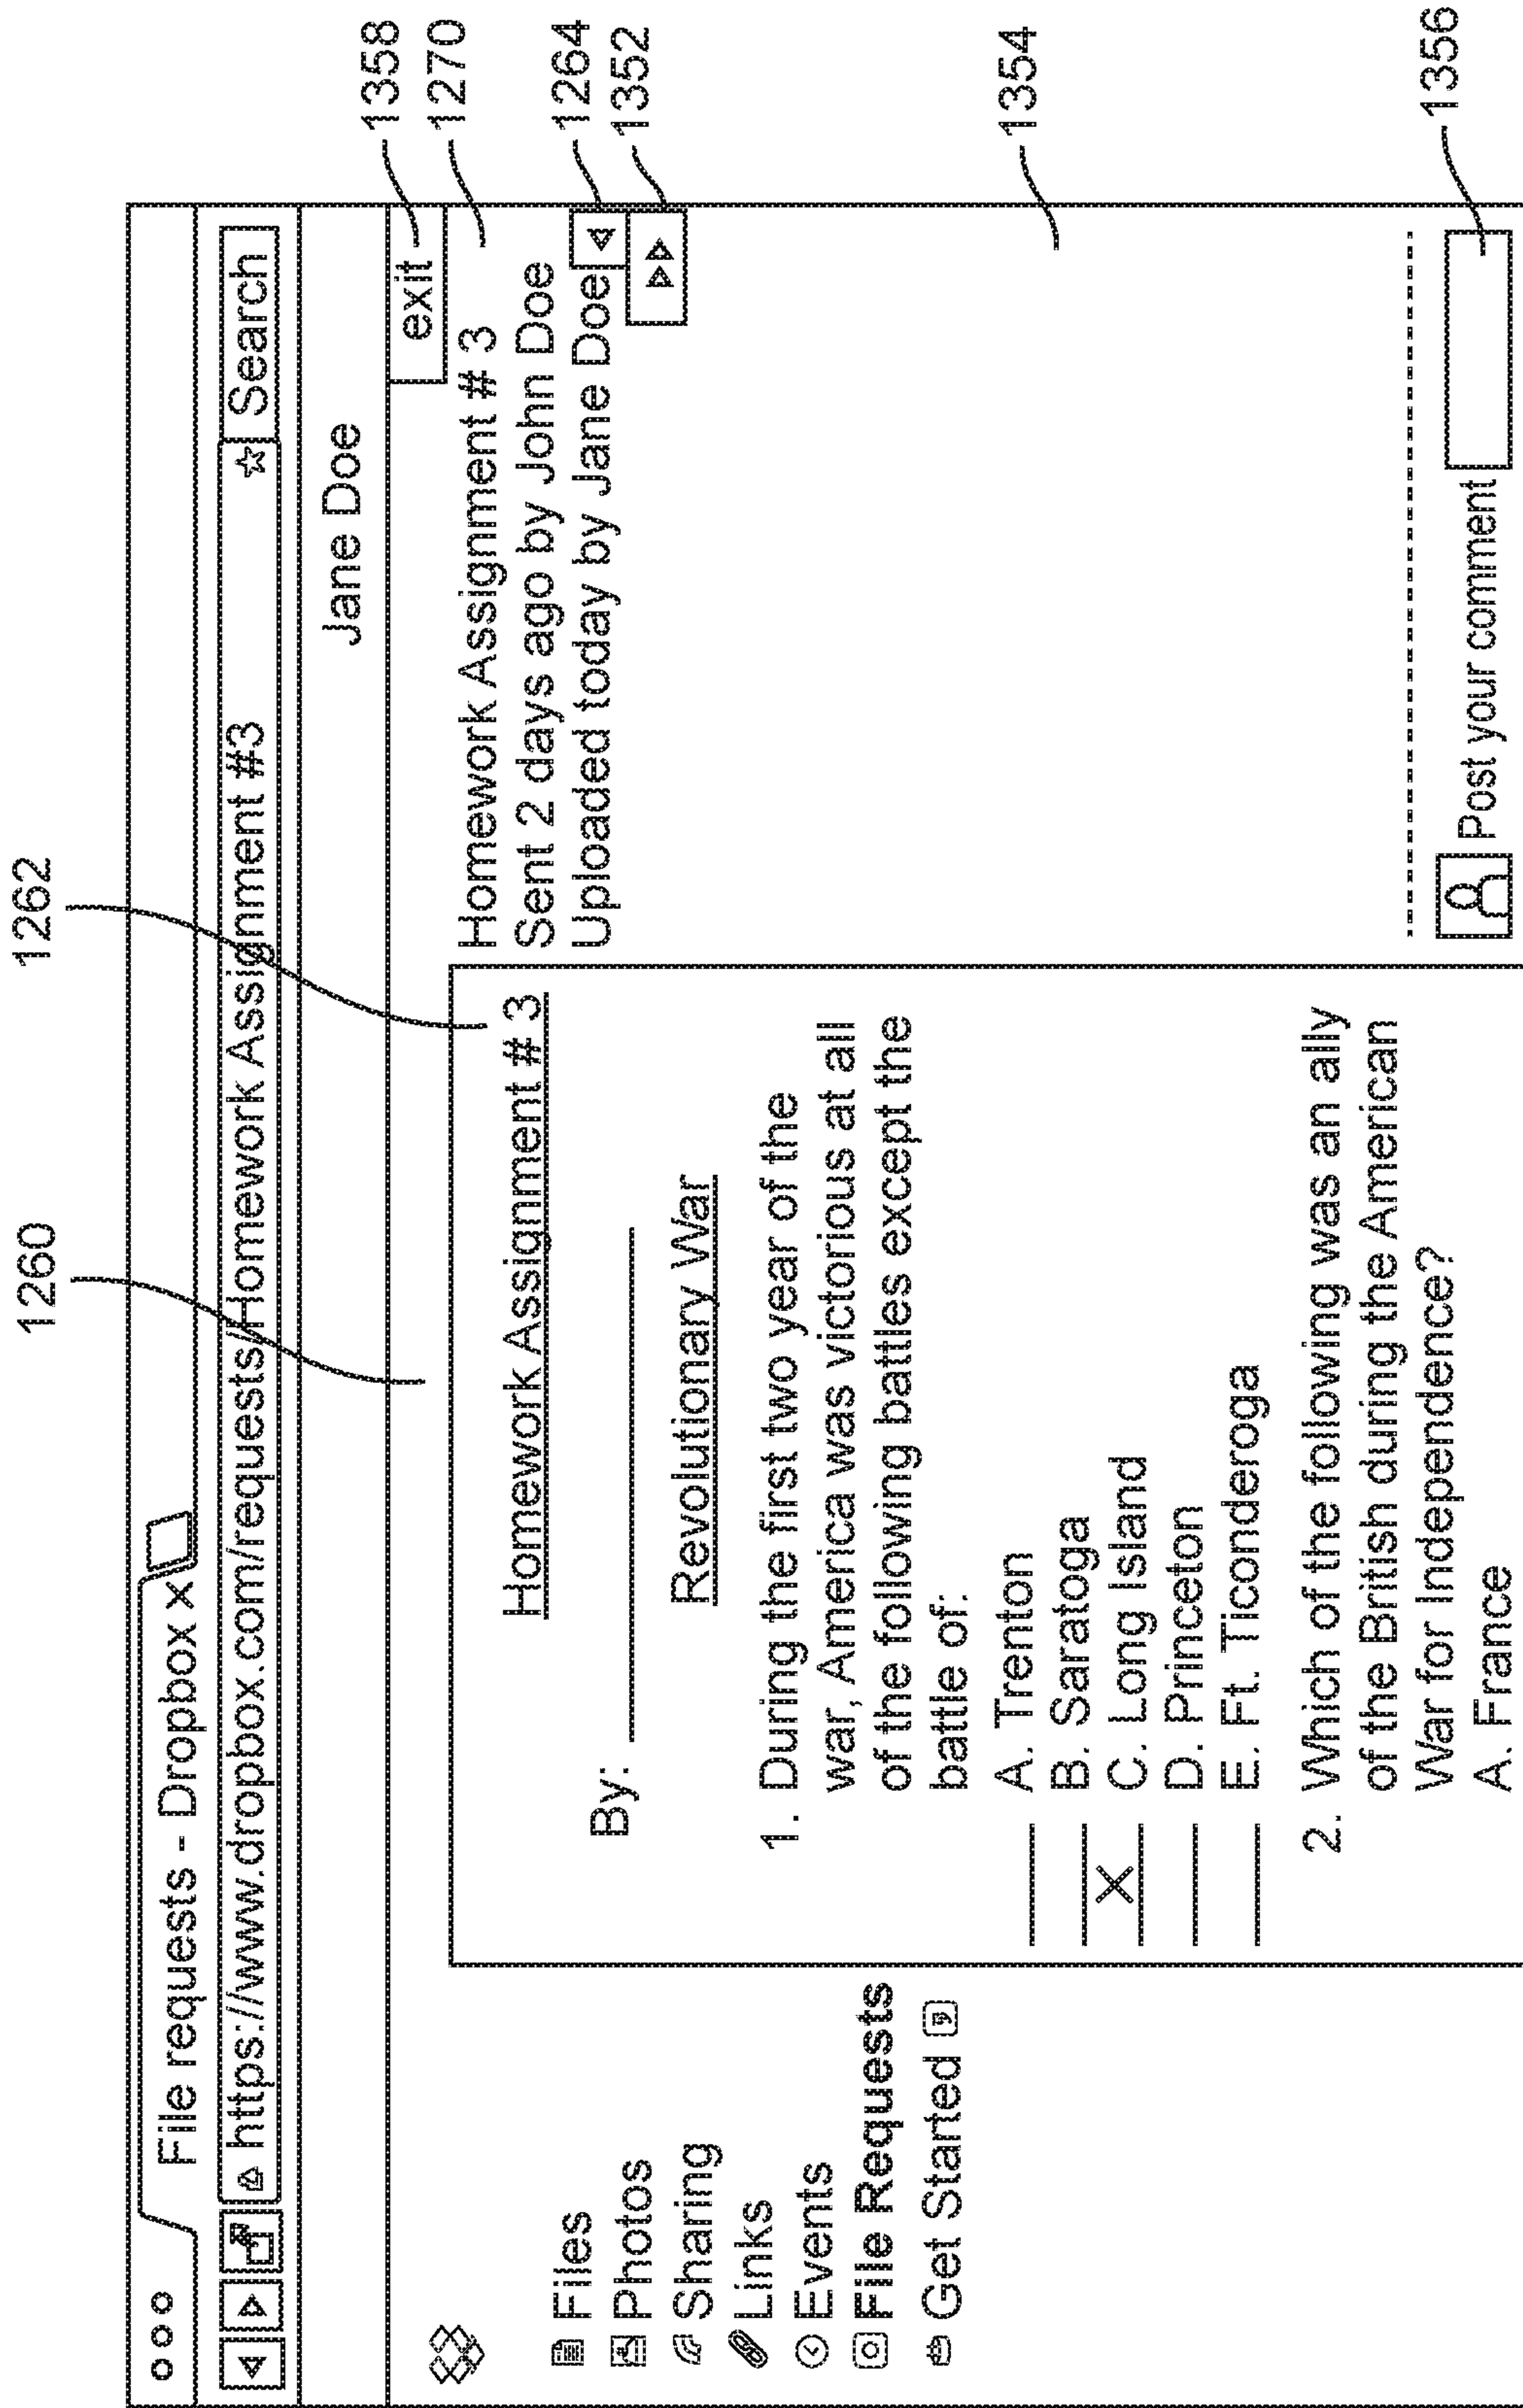 1260
1262
File requests - Dropbox x
https://www.dropbox.com/requests/Homework Assignment #3
Search
Jane Doe
exit
1358
1270
1264
1352
1354
1356
Files
Photos
Sharing
Links
Events
File Requests
Get Started
Homework Assignment # 3
By:
Revolutionary War
1. During the first two year of the
war, America was victorious at all
of the following battles except the
battle of:
A. Trenton
B. Saratoga
X C. Long Island
D. Princeton
E. Ft. Ticonderoga
2. Which of the following was an ally
of the British during the American
War for Independence?
A. France
Homework Assignment # 3
Sent 2 days ago by John Doe
Uploaded today by Jane Doe
Post your comment